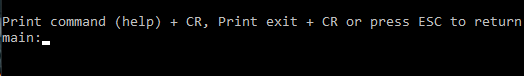 Print command (help) + CR, Print exit + CR or press ESC to return
main: